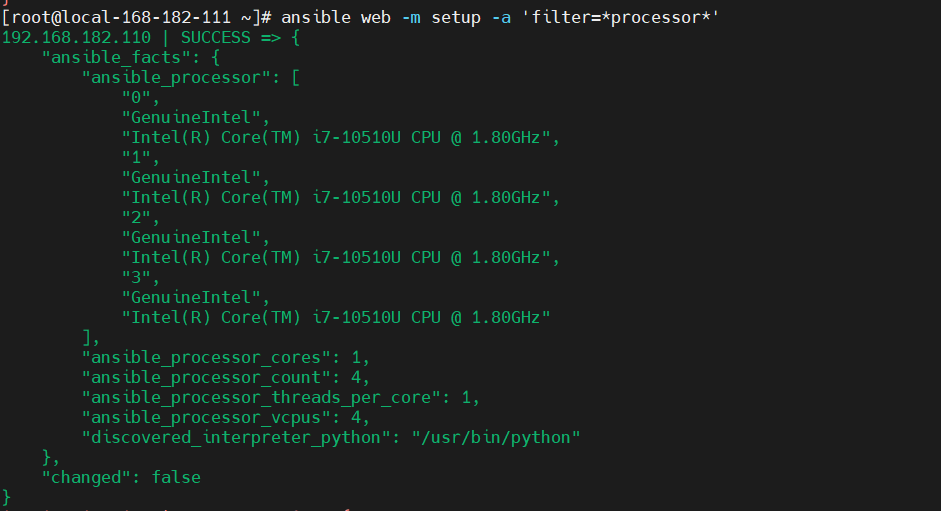 [root@local-168-182-111 ~]# ansible web -m setup -a 'filter=*processor*'
192.168.182.110 | SUCCESS => {
    "ansible_facts": {
        "ansible_processor": [
            "0",
            "GenuineIntel",
            "Intel(R) Core(TM) i7-10510U CPU @ 1.80GHz",
            "1",
            "GenuineIntel",
            "Intel(R) Core(TM) i7-10510U CPU @ 1.80GHz",
            "2",
            "GenuineIntel",
            "Intel(R) Core(TM) i7-10510U CPU @ 1.80GHz",
            "3",
            "GenuineIntel",
            "Intel(R) Core(TM) i7-10510U CPU @ 1.80GHz"
        ],
        "ansible_processor_cores": 1,
        "ansible_processor_count": 4,
        "ansible_processor_threads_per_core": 1,
        "ansible_processor_vcpus": 4,
        "discovered_interpreter_python": "/usr/bin/python"
    },
    "changed": false
}